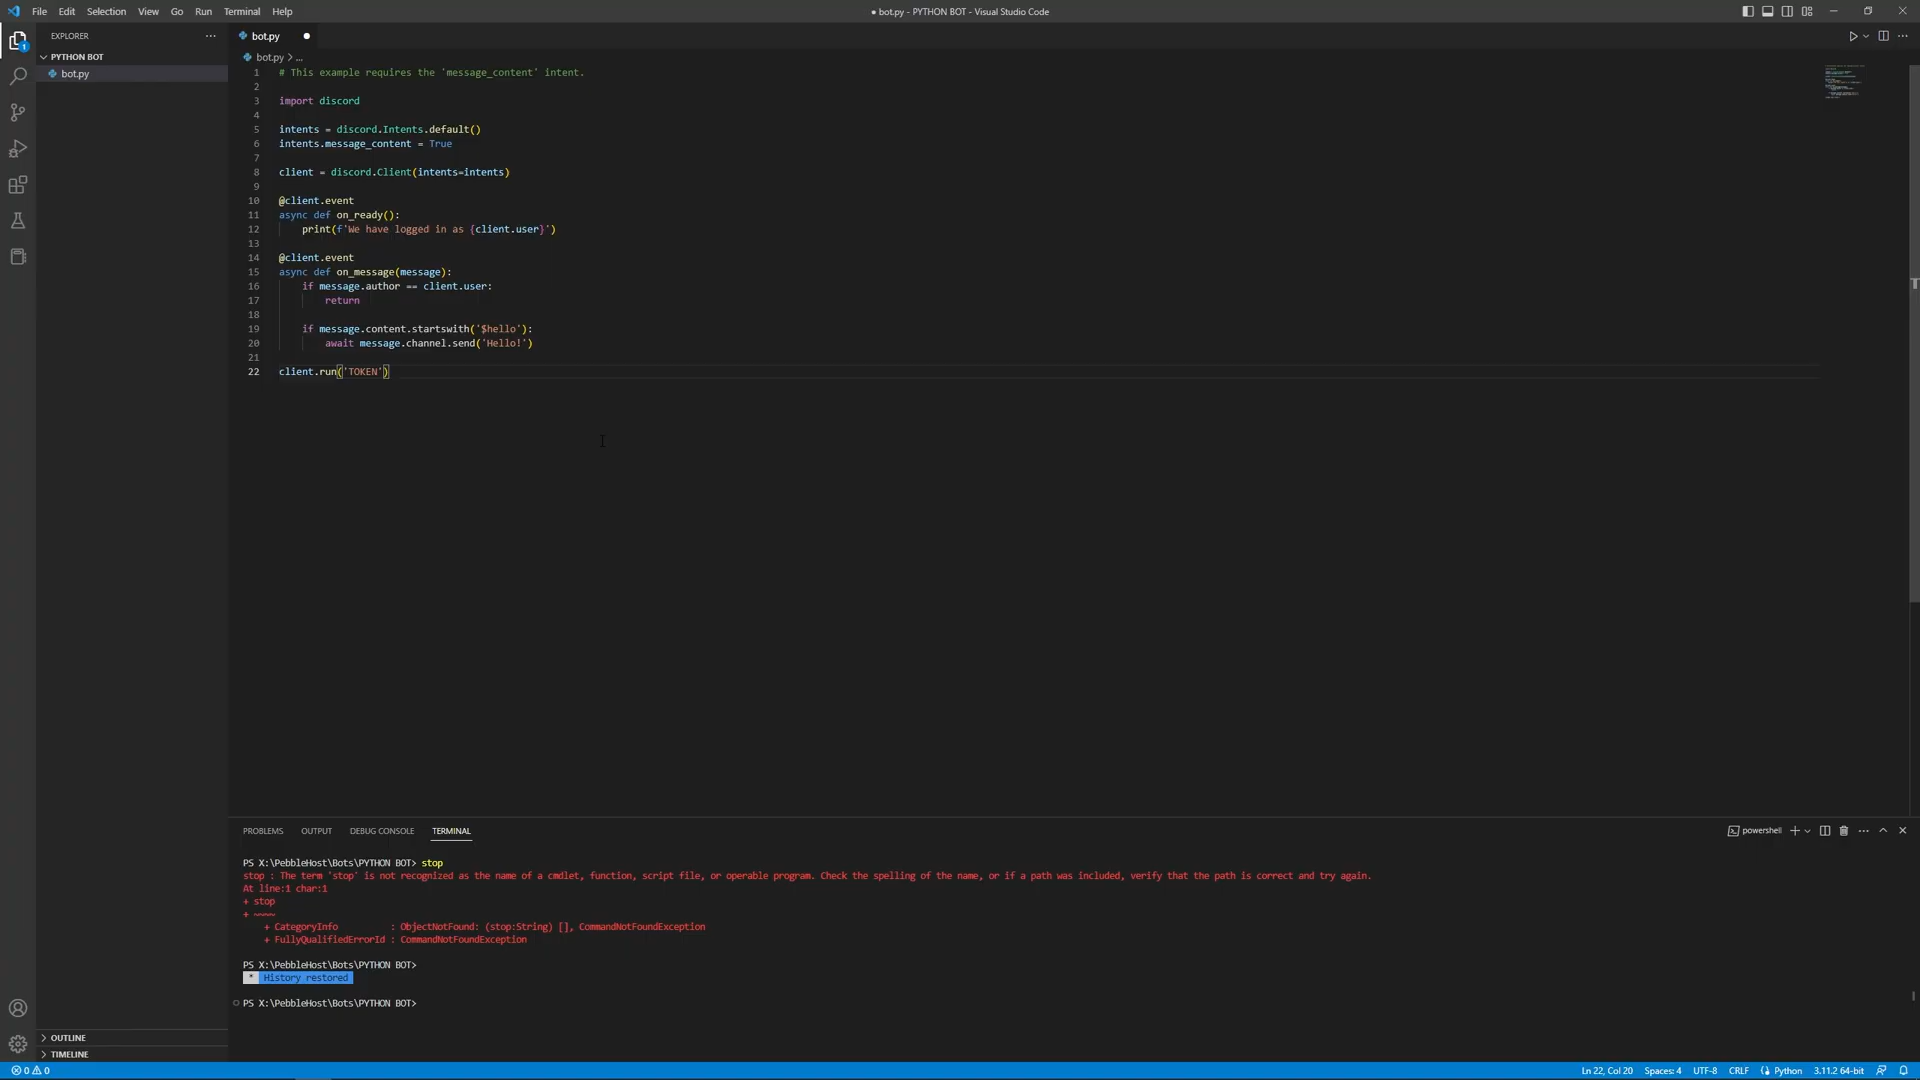 File Edit Selection View Go Run Terminal Help
● bot.py - PYTHON BOT - Visual Studio Code
EXPLORER
PYTHON BOT
bot.py
1
bot.py
bot.py > ...
1 # This example requires the 'message_content' intent.
2
3 import discord
4
5 intents = discord.Intents.default()
6 intents.message_content = True
7
8 client = discord.Client(intents=intents)
9
10 @client.event
11 async def on_ready():
12 print(f'We have logged in as {client.user}')
13
14 @client.event
15 async def on_message(message):
16 if message.author == client.user:
17 return
18
19 if message.content.startswith('$hello'):
20 await message.channel.send('Hello!')
21
22 client.run('TOKEN')
PROBLEMS OUTPUT DEBUG CONSOLE TERMINAL
powershell
PS X:\PebbleHost\Bots\PYTHON BOT> stop
stop : The term 'stop' is not recognized as the name of a cmdlet, function, script file, or operable program. Check the spelling of the name, or if a path was included, verify that the path is correct and try again.
At line:1 char:1
+ stop
+ ~~~~
+ CategoryInfo : ObjectNotFound: (stop:String) [], CommandNotFoundException
+ FullyQualifiedErrorId : CommandNotFoundException
PS X:\PebbleHost\Bots\PYTHON BOT>
* History restored
PS X:\PebbleHost\Bots\PYTHON BOT>
OUTLINE
TIMELINE
0 0
Ln 22, Col 20 Spaces: 4 UTF-8 CRLF Python 3.11.2 64-bit